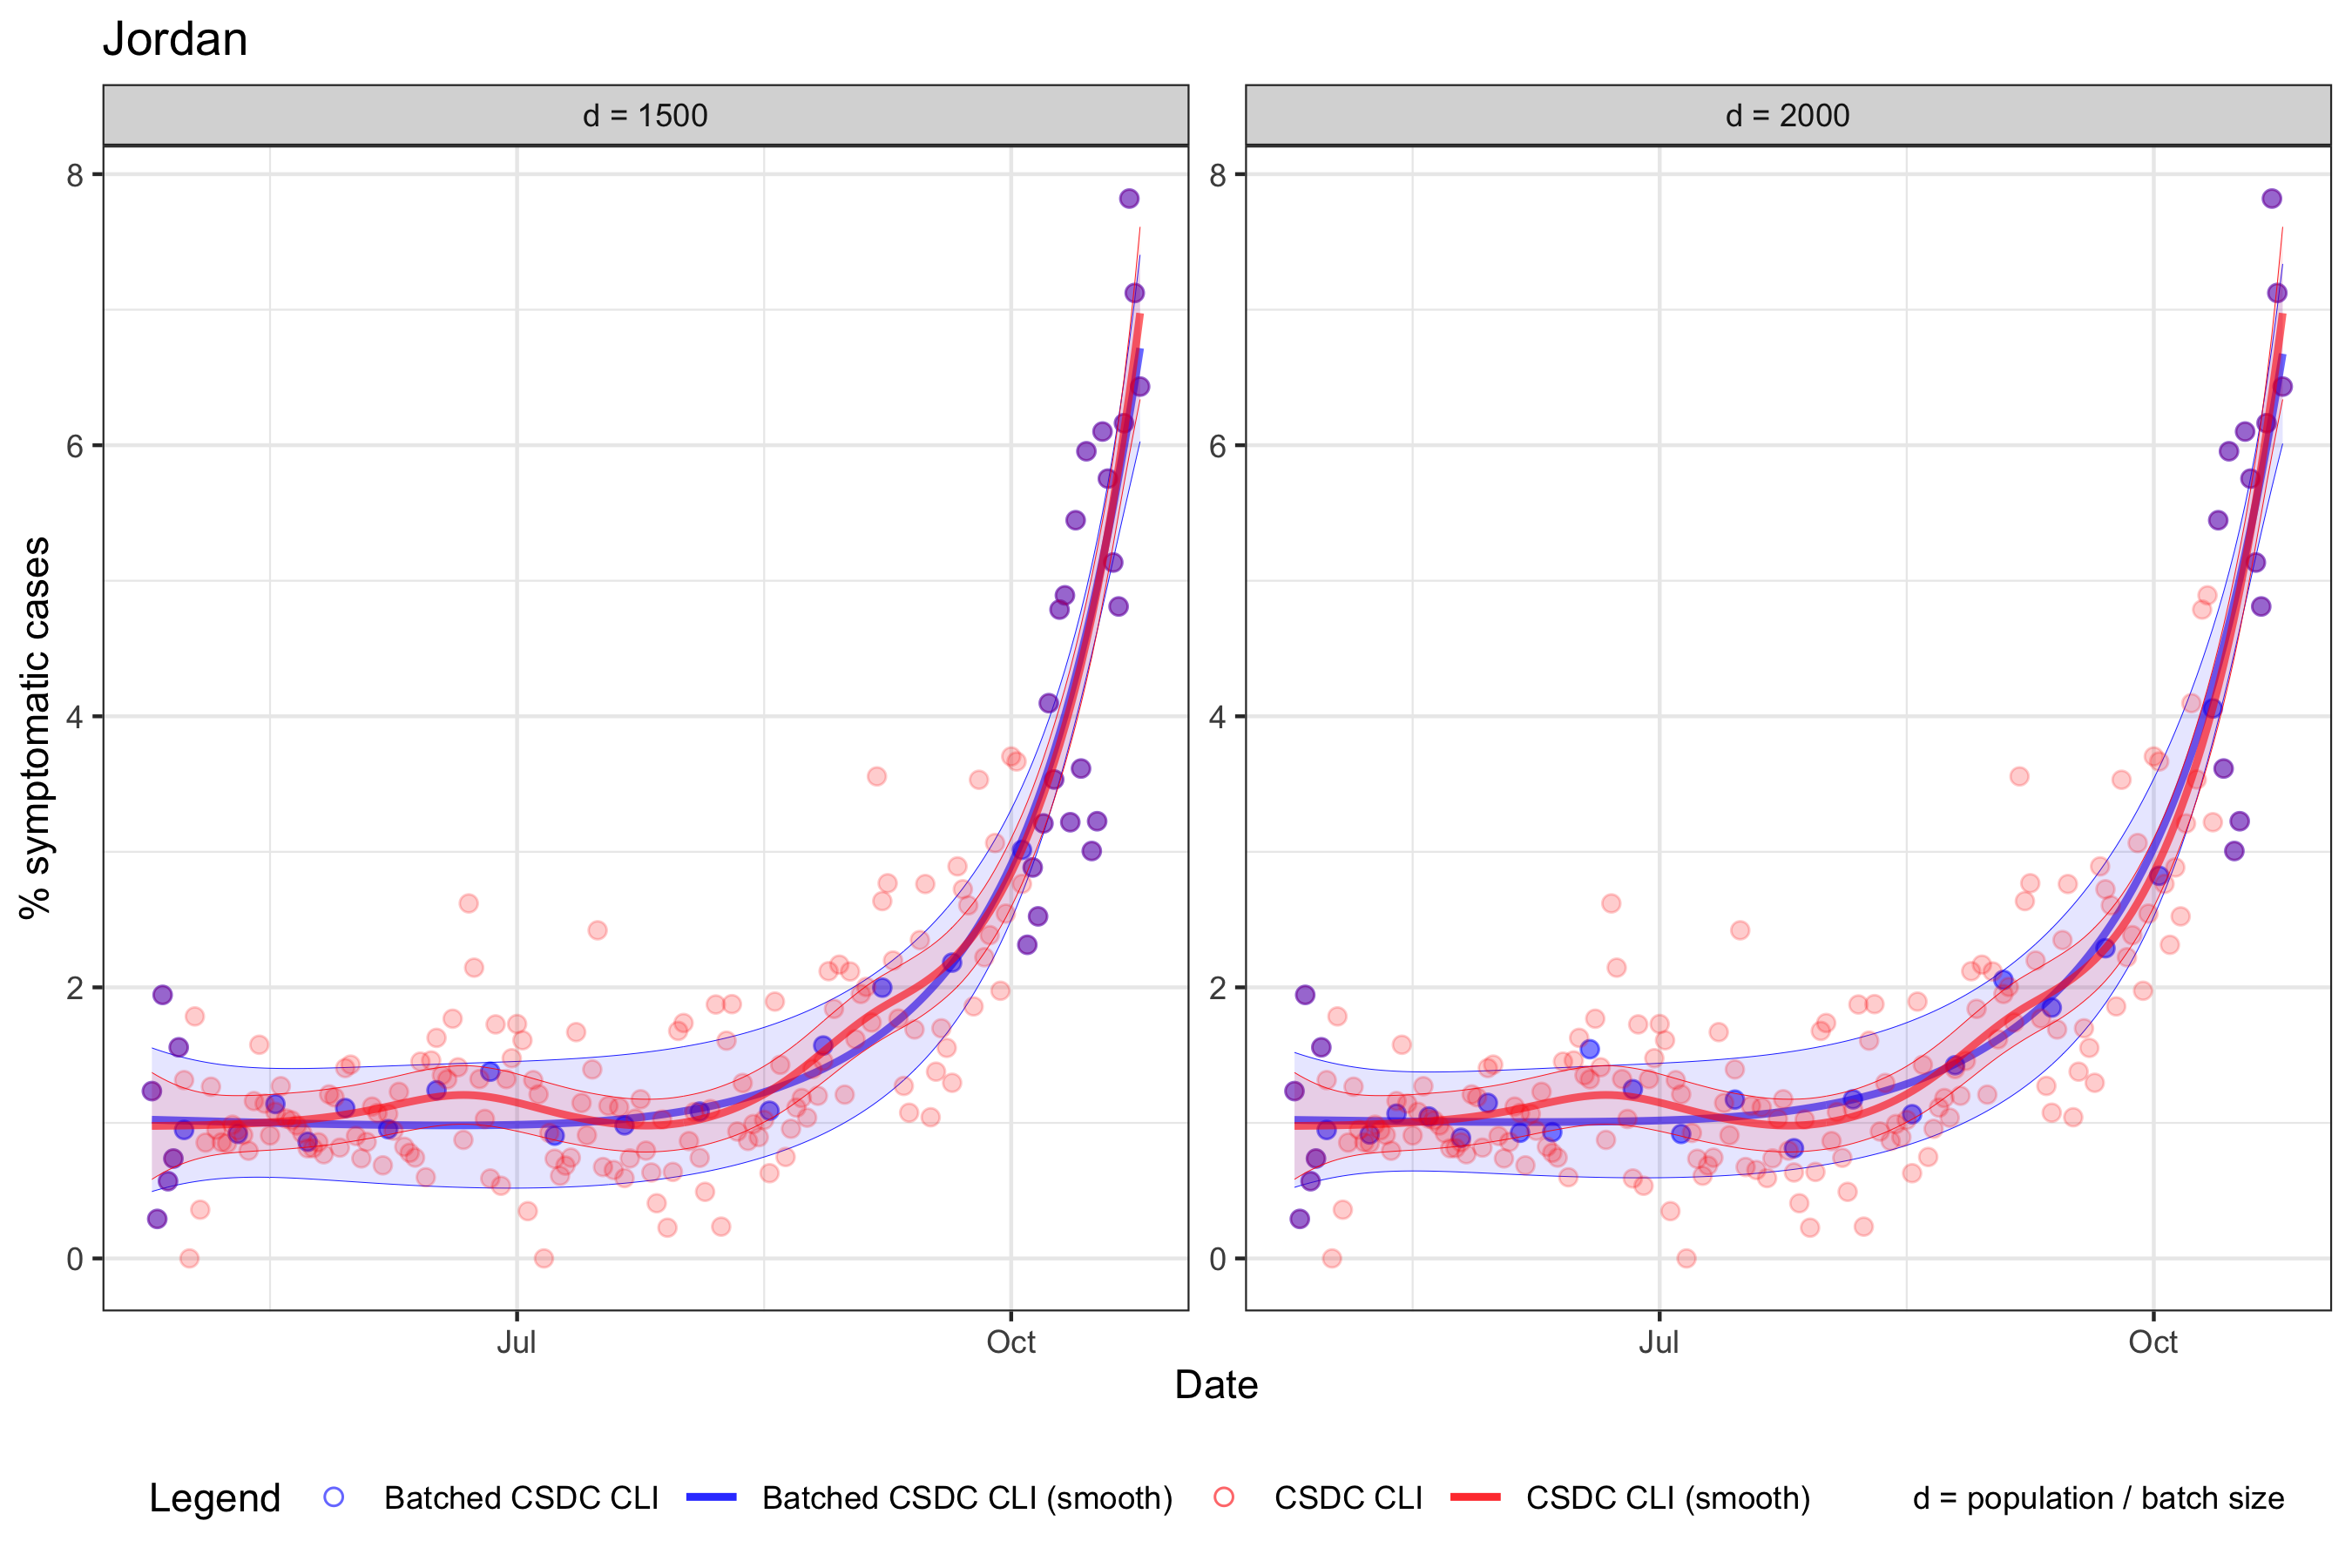 Jordan
d = 1500
d = 2000
% symptomatic cases
8
6
4
2
0
8
6
4
2
0
Jul
Oct
Jul
Oct
Date
Legend Batched CSDC CLI Batched CSDC CLI (smooth) CSDC CLI CSDC CLI (smooth) d = population / batch size